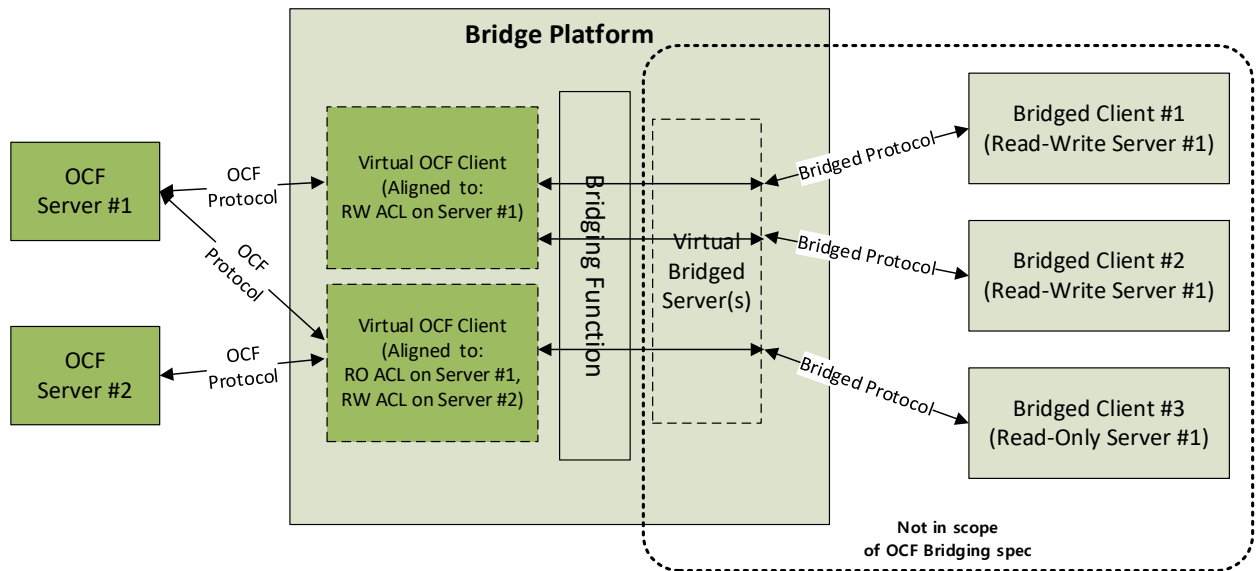 Bridge Platform
OCF
Server #1
OCF
Server #2
OCF
Protocol
OCF
Protocol
OCF
Protocol
Virtual OCF Client
(Aligned to:
RW ACL on Server #1)
Virtual OCF Client
(Aligned to:
RO ACL on Server #1,
RW ACL on Server #2)
Bridging Function
Virtual
Bridged
Server(s)
Bridged Protocol
Bridged Protocol
Bridged Protocol
Bridged Client #1
(Read-Write Server #1)
Bridged Client #2
(Read-Write Server #1)
Bridged Client #3
(Read-Only Server #1)
Not in scope
of OCF Bridging spec